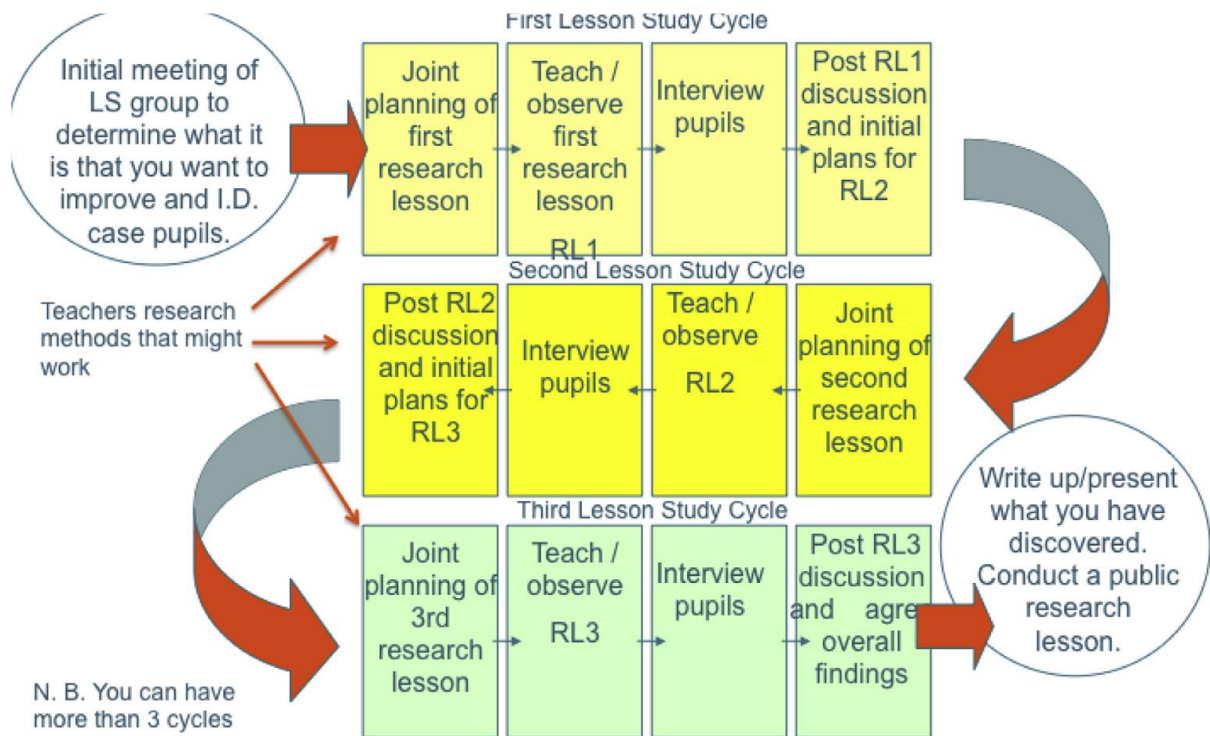 First Lesson Study Cycle
Initial meeting of
LS group to
determine what it
is that you want to
improve and I.D.
case pupils.
Joint
planning of
first
research
lesson
Teach /
observe
first
research
lesson
RL1
Interview
pupils
Post RL1
discussion
and initial
plans for
RL2
Teachers research
methods that might
work
Second Lesson Study Cycle
Post RL2
discussion
and initial
plans for
RL3
Interview
pupils
Teach /
observe
RL2
Joint
planning of
second
research
lesson
Third Lesson Study Cycle
Joint
planning of
3rd
research
lesson
Teach /
observe
RL3
Interview
pupils
Post RL3
discussion
and agree
overall
findings
Write up/present
what you have
discovered.
Conduct a public
research
lesson.
N. B. You can have
more than 3 cycles